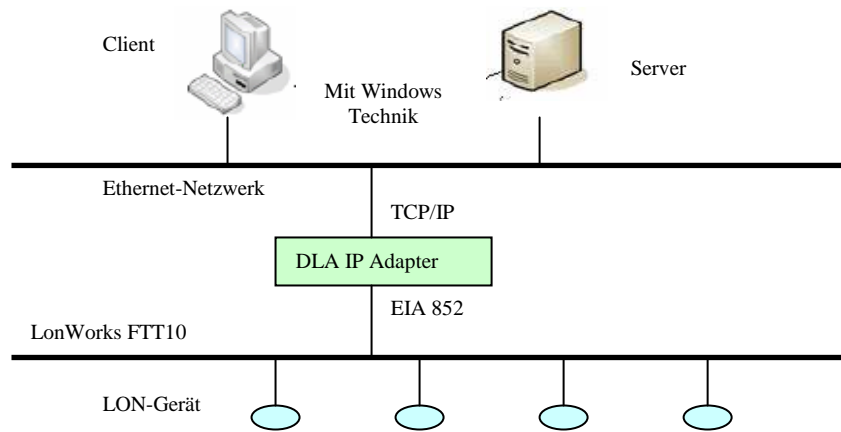 Client
Mit Windows
Technik
Server
Ethernet-Netzwerk
TCP/IP
DLA IP Adapter
EIA 852
LonWorks FTT10
LON-Gerät